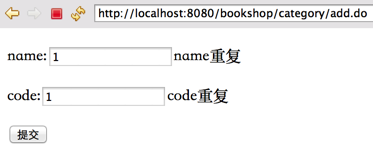 http://localhost:8080/bookshop/category/add.do
name: 1 name重复
code: 1 code重复
提交